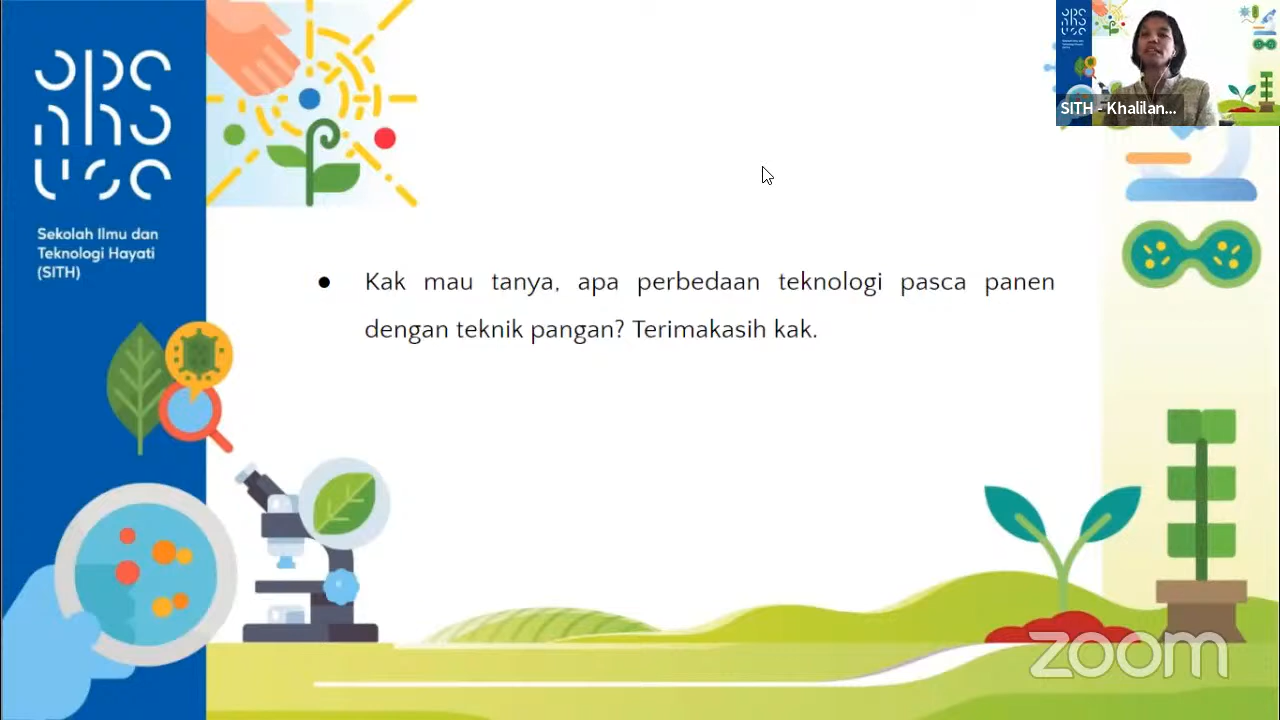 openhouse
Sekolah Ilmu dan
Teknologi Hayati
(SITH)
Kak mau tanya, apa perbedaan teknologi pasca panen
dengan teknik pangan? Terimakasih kak.
SITH - Khalilan...
zoom